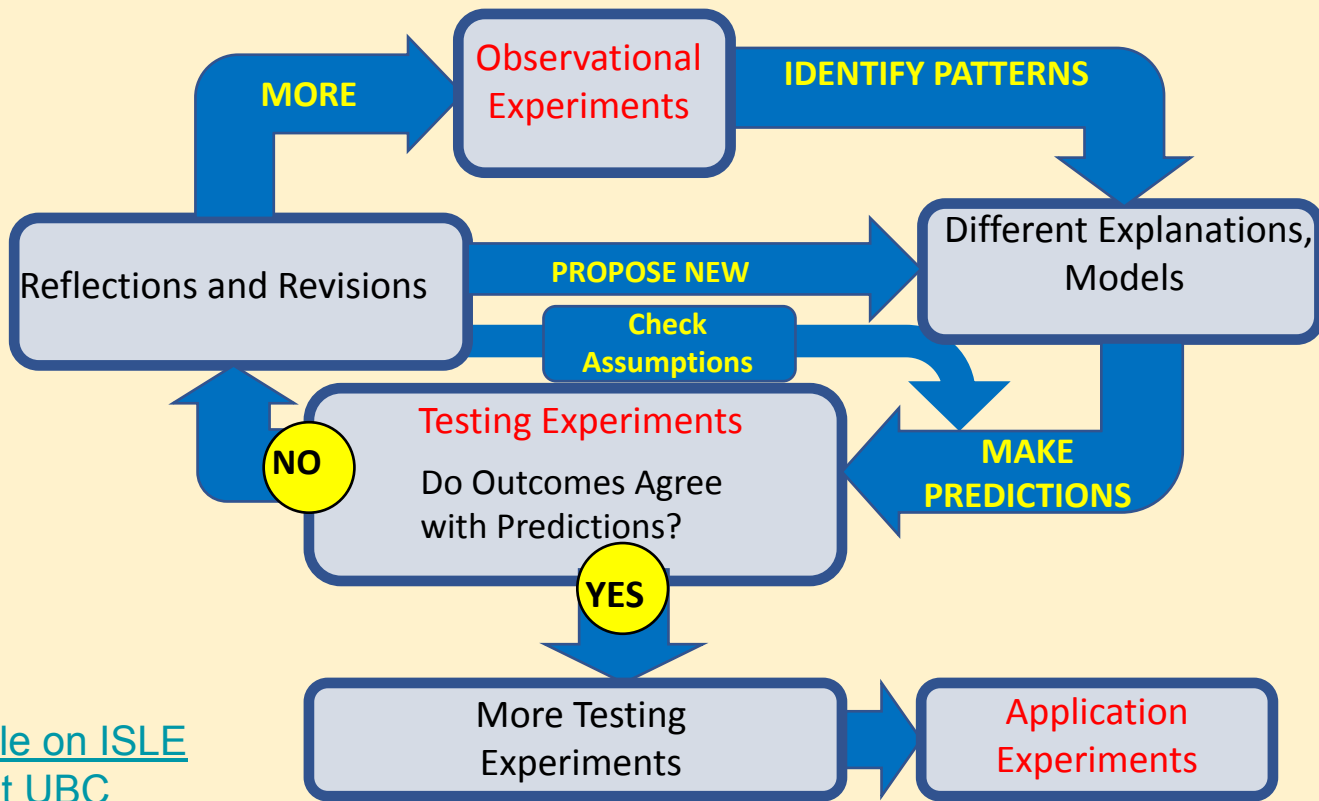 Observational
Experiments
IDENTIFY PATTERNS
MORE
Different Explanations,
Models
Reflections and Revisions
PROPOSE NEW
Check
Assumptions
Testing Experiments
Do Outcomes Agree
with Predictions?
NO
MAKE
PREDICTIONS
YES
More Testing
Experiments
Application
Experiments
le on ISLE
t UBC